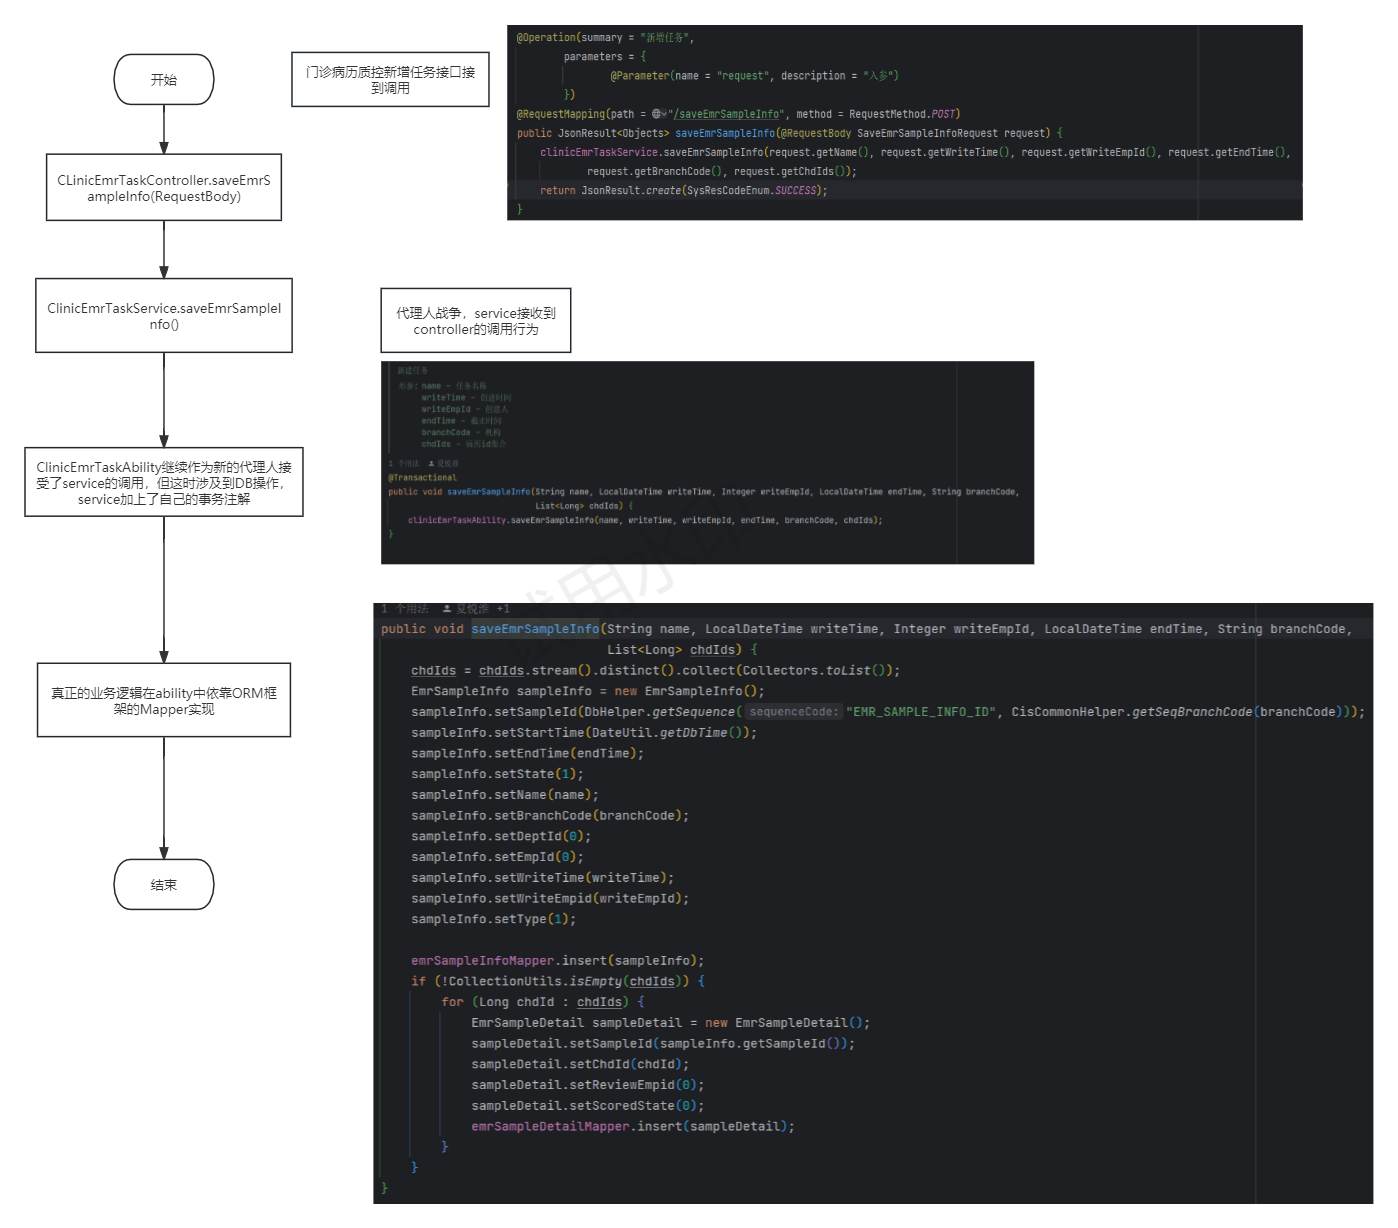 开始
CLinicEmrTaskController.saveEmrS
ampleInfo(RequestBody)
ClinicEmrTaskService.saveEmrSampleI
nfo()
ClinicEmrTaskAbility继续作为新的代理人接
受了service的调用，但这时涉及到DB操作，
service加上了自己的事务注解
真正的业务逻辑在ability中依靠ORM框
架的Mapper实现
结束
门诊病历质控新增任务接口接
到调用
@Operation(summary = "新增任务",
parameters = {
@Parameter(name = "request", description = "入参")
})
@RequestMapping(path = "/saveEmrSampleInfo", method = RequestMethod.POST)
public JsonResult<Objects> saveEmrSampleInfo(@RequestBody SaveEmrSampleInfoRequest request) {
clinicEmrTaskService.saveEmrSampleInfo(request.getName(), request.getWriteTime(), request.getWriteEmpId(), request.getEndTime(),
request.getBranchCode(), request.getChdIds());
return JsonResult.create(SysResCodeEnum.SUCCESS);
}
代理人战争，service接收到
controller的调用行为
新建任务
形参: name – 任务名称
writeTime – 创建时间
writeEmpId – 创建人
endTime – 截止时间
branchCode – 机构
chdIds – 病历id集合
1 个用法 夏悦淮
@Transactional
public void saveEmrSampleInfo(String name, LocalDateTime writeTime, Integer writeEmpId, LocalDateTime endTime, String branchCode,
List<Long> chdIds) {
clinicEmrTaskAbility.saveEmrSampleInfo(name, writeTime, writeEmpId, endTime, branchCode, chdIds);
}
试用水印
1 个用法 夏悦淮 +1
public void saveEmrSampleInfo(String name, LocalDateTime writeTime, Integer writeEmpId, LocalDateTime endTime, String branchCode,
List<Long> chdIds) {
chdIds = chdIds.stream().distinct().collect(Collectors.toList());
EmrSampleInfo sampleInfo = new EmrSampleInfo();
sampleInfo.setSampleId(DbHelper.getSequence( sequenceCode: "EMR_SAMPLE_INFO_ID", CisCommonHelper.getSeqBranchCode(branchCode)));
sampleInfo.setStartTime(DateUtil.getDbTime());
sampleInfo.setEndTime(endTime);
sampleInfo.setState(1);
sampleInfo.setName(name);
sampleInfo.setBranchCode(branchCode);
sampleInfo.setDeptId(0);
sampleInfo.setEmpId(0);
sampleInfo.setWriteTime(writeTime);
sampleInfo.setWriteEmpid(writeEmpId);
sampleInfo.setType(1);
emrSampleInfoMapper.insert(sampleInfo);
if (!CollectionUtils.isEmpty(chdIds)) {
for (Long chdId : chdIds) {
EmrSampleDetail sampleDetail = new EmrSampleDetail();
sampleDetail.setSampleId(sampleInfo.getSampleId());
sampleDetail.setChdId(chdId);
sampleDetail.setReviewEmpid(0);
sampleDetail.setScoredState(0);
emrSampleDetailMapper.insert(sampleDetail);
}
}
}